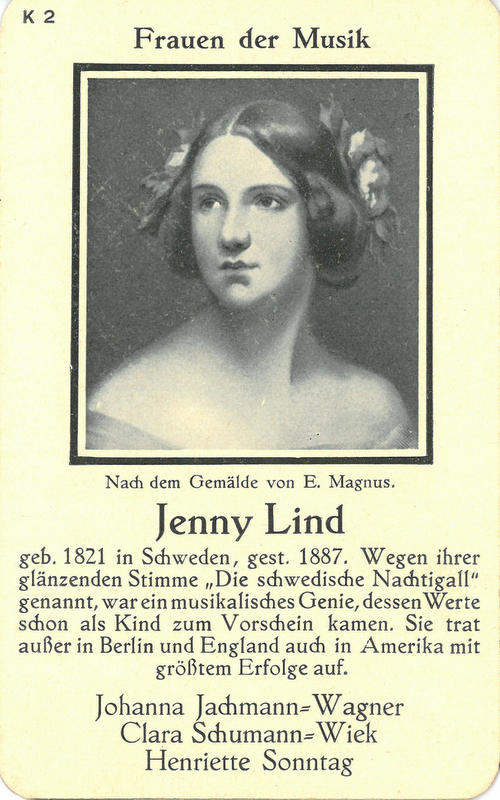 K 2
Frauen der Musik
Nach dem Gemälde von E. Magnus.
Jenny Lind
geb. 1821 in Schweden, gest. 1887. Wegen ihrer
glänzenden Stimme „Die schwedische Nachtigall“
genannt, war ein musikalisches Genie, dessen Werte
schon als Kind zum Vorschein kamen. Sie trat
außer in Berlin und England auch in Amerika mit
größtem Erfolge auf.
Johanna Jachmann=Wagner
Clara Schumann=Wiek
Henriette Sonntag